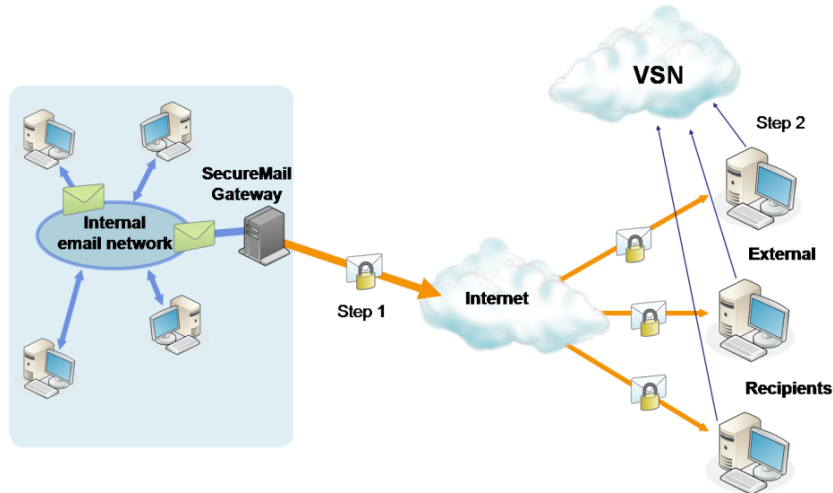 VSN
Step 2
SecureMail
Gateway
Internal
email network
Step 1
Internet
External
Recipients